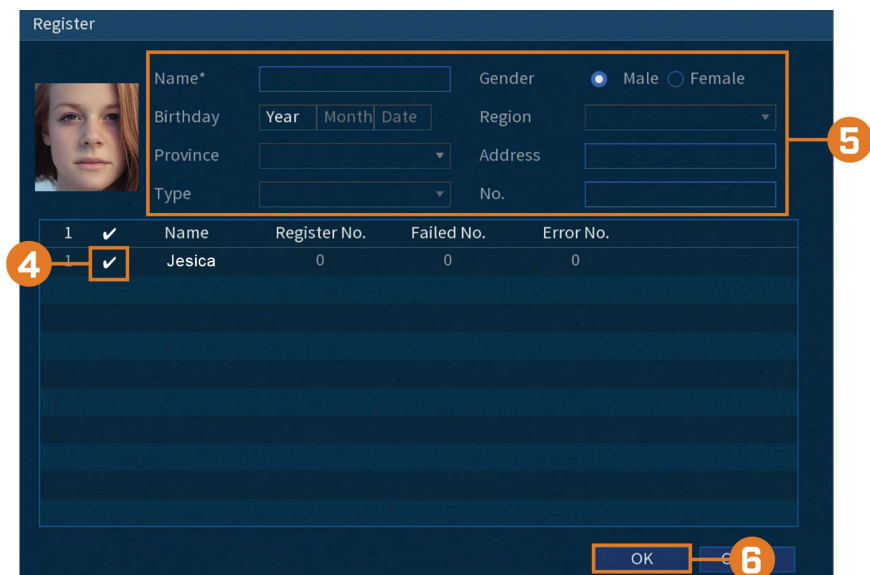 Register
Name* Gender Male Female
Birthday Year Month Date Region
Province Address
5
Type No.
1 ✔ Name Register No. Failed No. Error No.
4 1 ✔ Jesica 0 0 0
OK 6